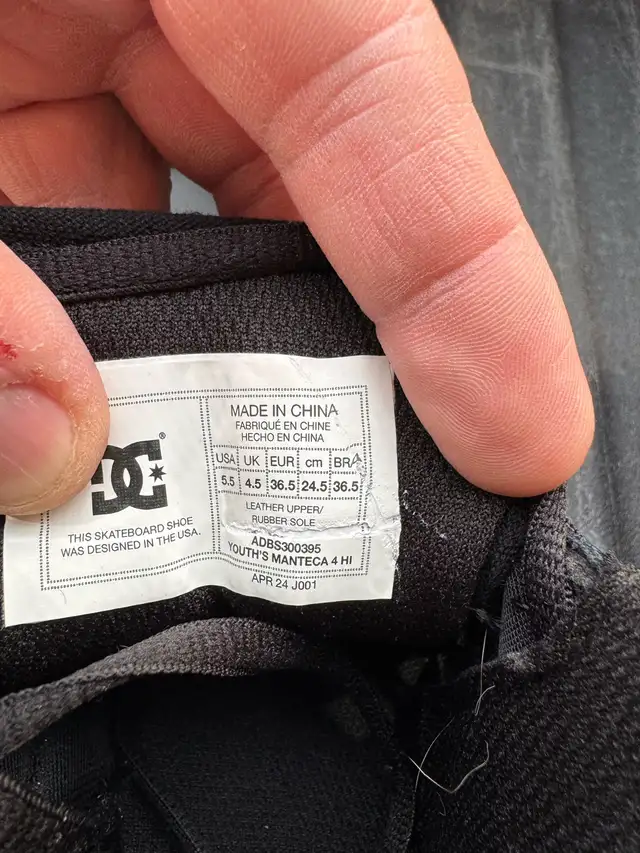 DC
®
THIS SKATEBOARD SHOE
WAS DESIGNED IN THE USA.
MADE IN CHINA
FABRIQUÉ EN CHINE
HECHO EN CHINA
USA UK EUR cm BRA
5.5 4.5 36.5 24.5 36.5
LEATHER UPPER/
RUBBER SOLE
ADBS300395
YOUTH'S MANTECA 4 HI
APR 24 J001